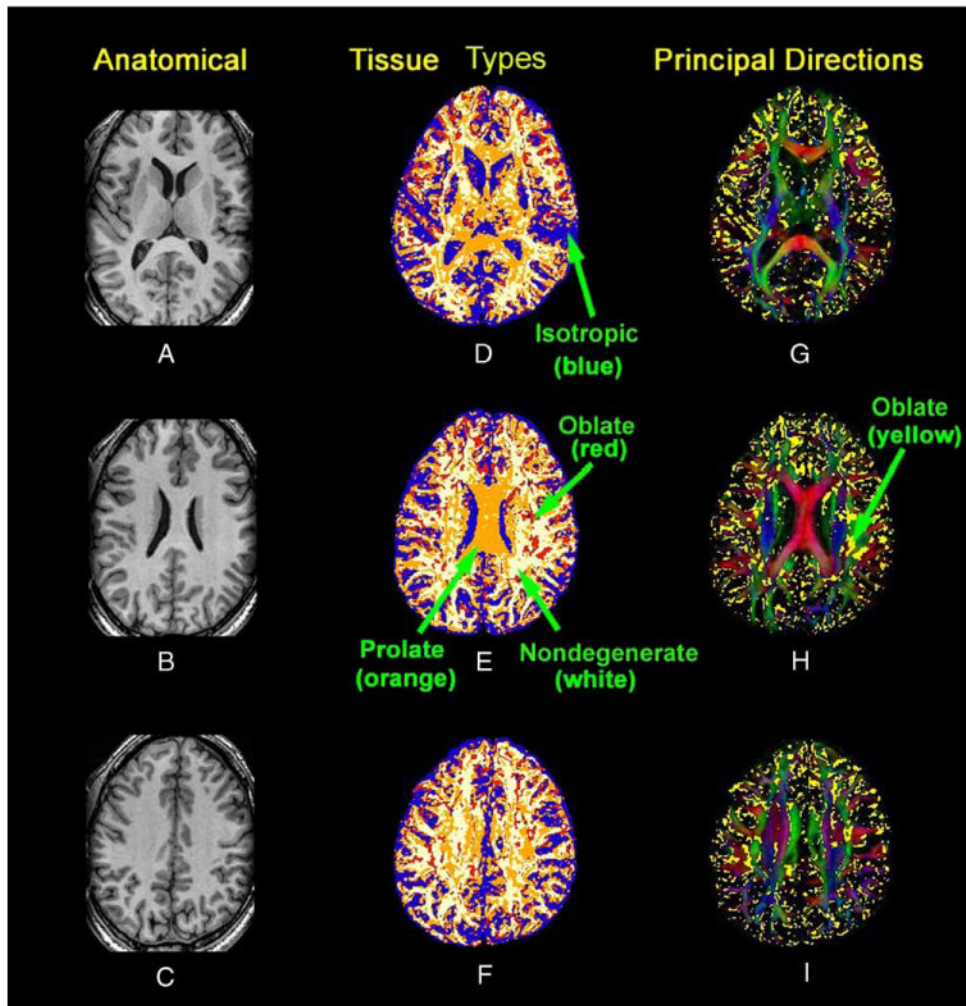 Anatomical
Tissue Types
Principal Directions
A
D
Isotropic
(blue)
G
Oblate
(red)
Oblate
(yellow)
B
Prolate
(orange)
E
Nondegenerate
(white)
H
C
F
I